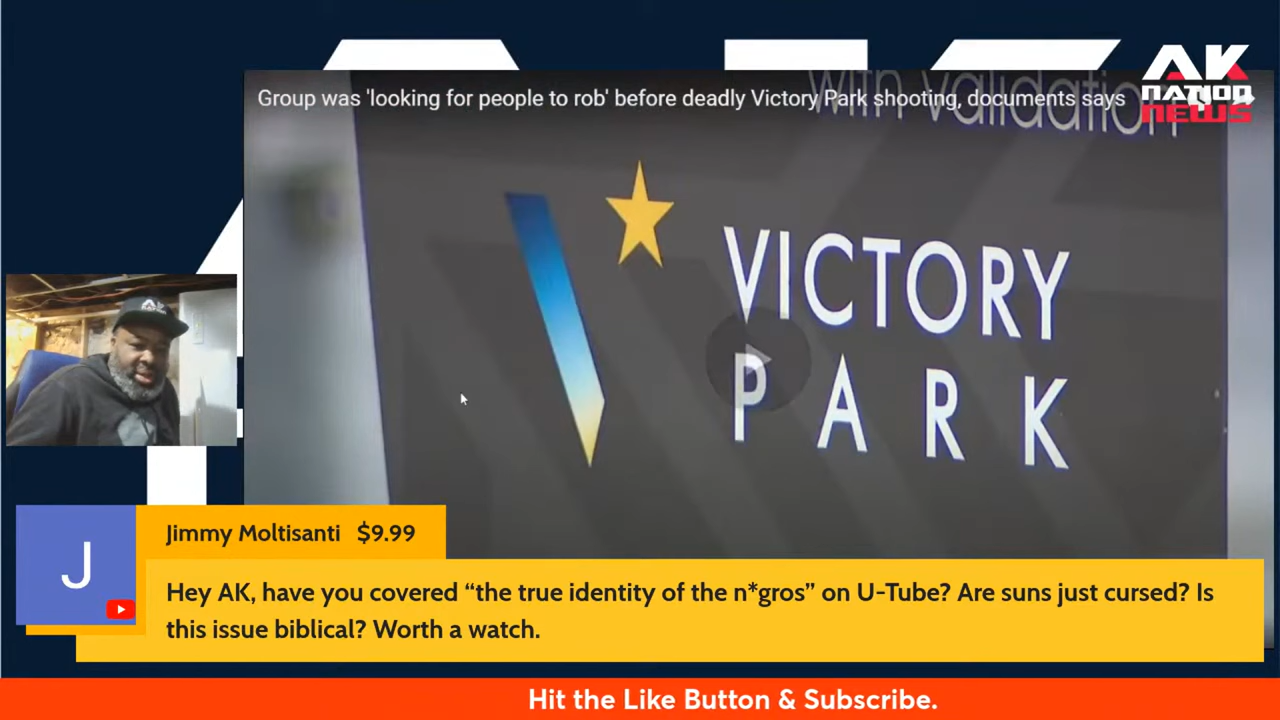 with validation
Group was 'looking for people to rob' before deadly Victory Park shooting, documents says
AK
NATION
NEWS
VICTORY
PARK
J
Jimmy Moltisanti $9.99
Hey AK, have you covered “the true identity of the n*gros” on U-Tube? Are suns just cursed? Is
this issue biblical? Worth a watch.
Hit the Like Button & Subscribe.